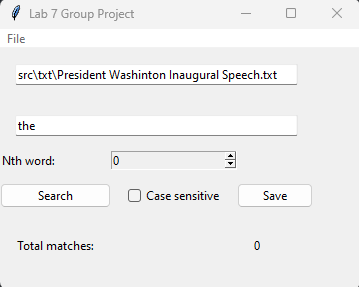 Lab 7 Group Project
File
src\txt\President Washinton Inaugural Speech.txt
the
Nth word: 0
Search Case sensitive Save
Total matches: 0